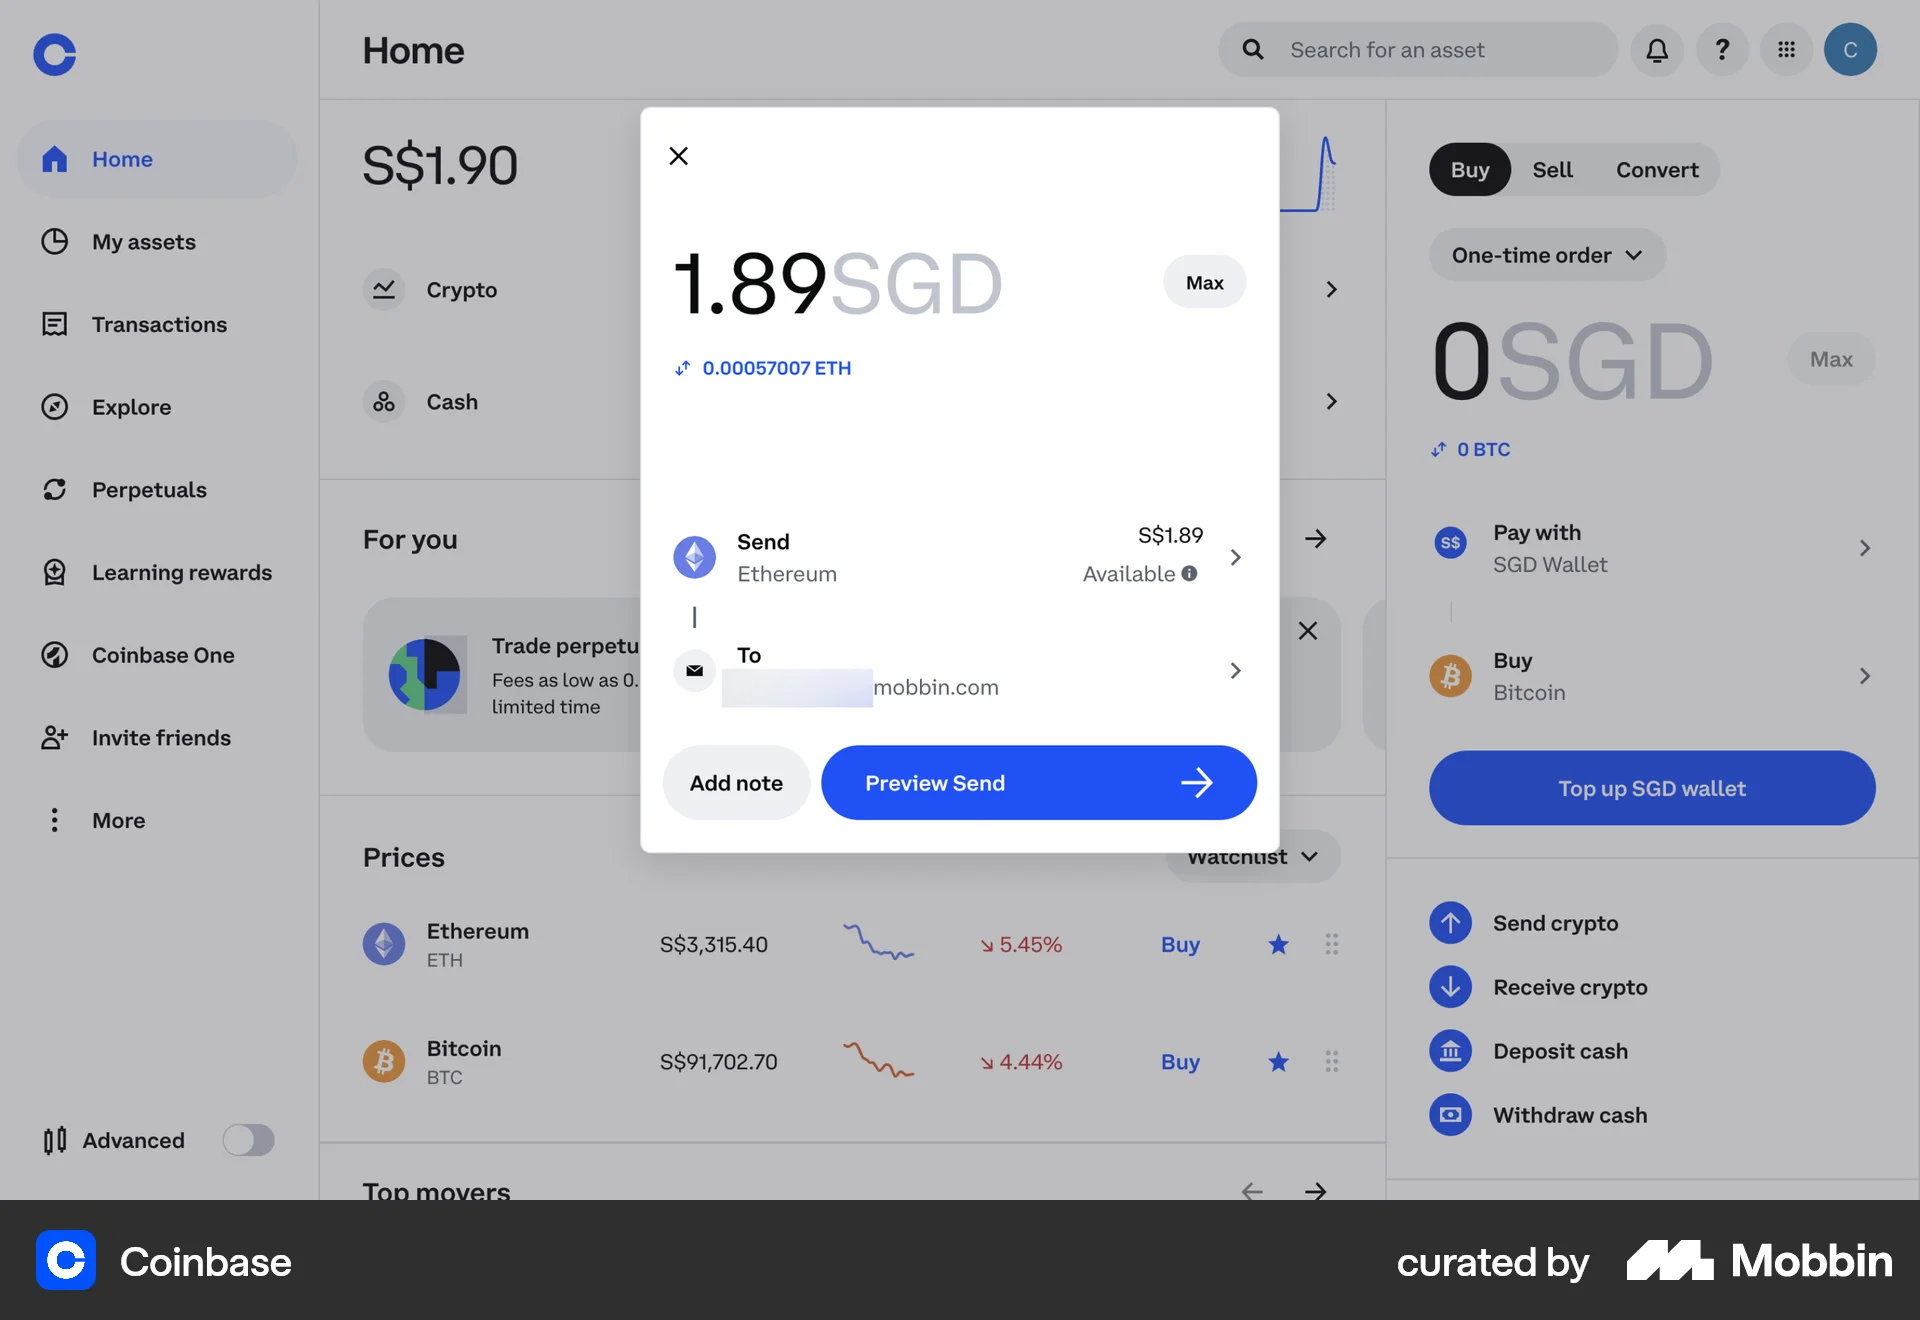 Home
Search for an asset
?
C
Home
My assets
Transactions
Explore
Perpetuals
Learning rewards
Coinbase One
Invite friends
More
Advanced
S$1.90
Crypto
Cash
For you
Trade perpetu
Fees as low as 0.
limited time
Prices
Watchlist
Ethereum
ETH
S$3,315.40
5.45%
Buy
Bitcoin
BTC
S$91,702.70
4.44%
Buy
Top movers
1.89SGD
Max
0.00057007 ETH
Send
Ethereum
S$1.89
Available
To
mobbin.com
Add note
Preview Send
Buy
Sell
Convert
One-time order
0SGD
Max
0 BTC
S$
Pay with
SGD Wallet
Buy
Bitcoin
Top up SGD wallet
Send crypto
Receive crypto
Deposit cash
Withdraw cash
Coinbase
curated by
Mobbin